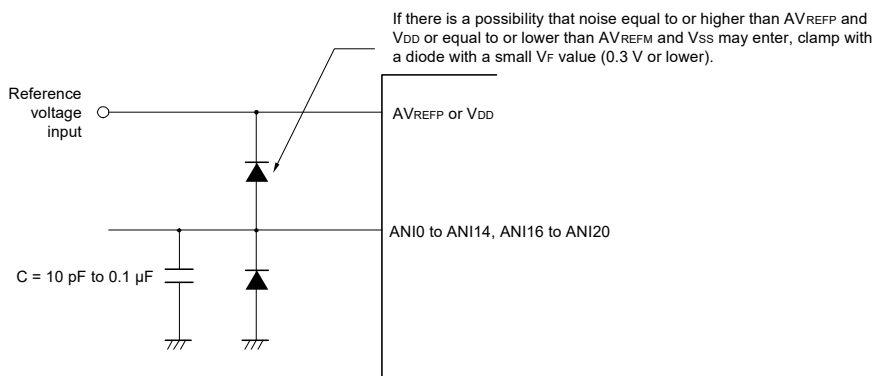 If there is a possibility that noise equal to or higher than AVREFP and
VDD or equal to or lower than AVREFM and VSS may enter, clamp with
a diode with a small VF value (0.3 V or lower).
Reference
voltage
input
AVREFP or VDD
ANI0 to ANI14, ANI16 to ANI20
C = 10 pF to 0.1 μF